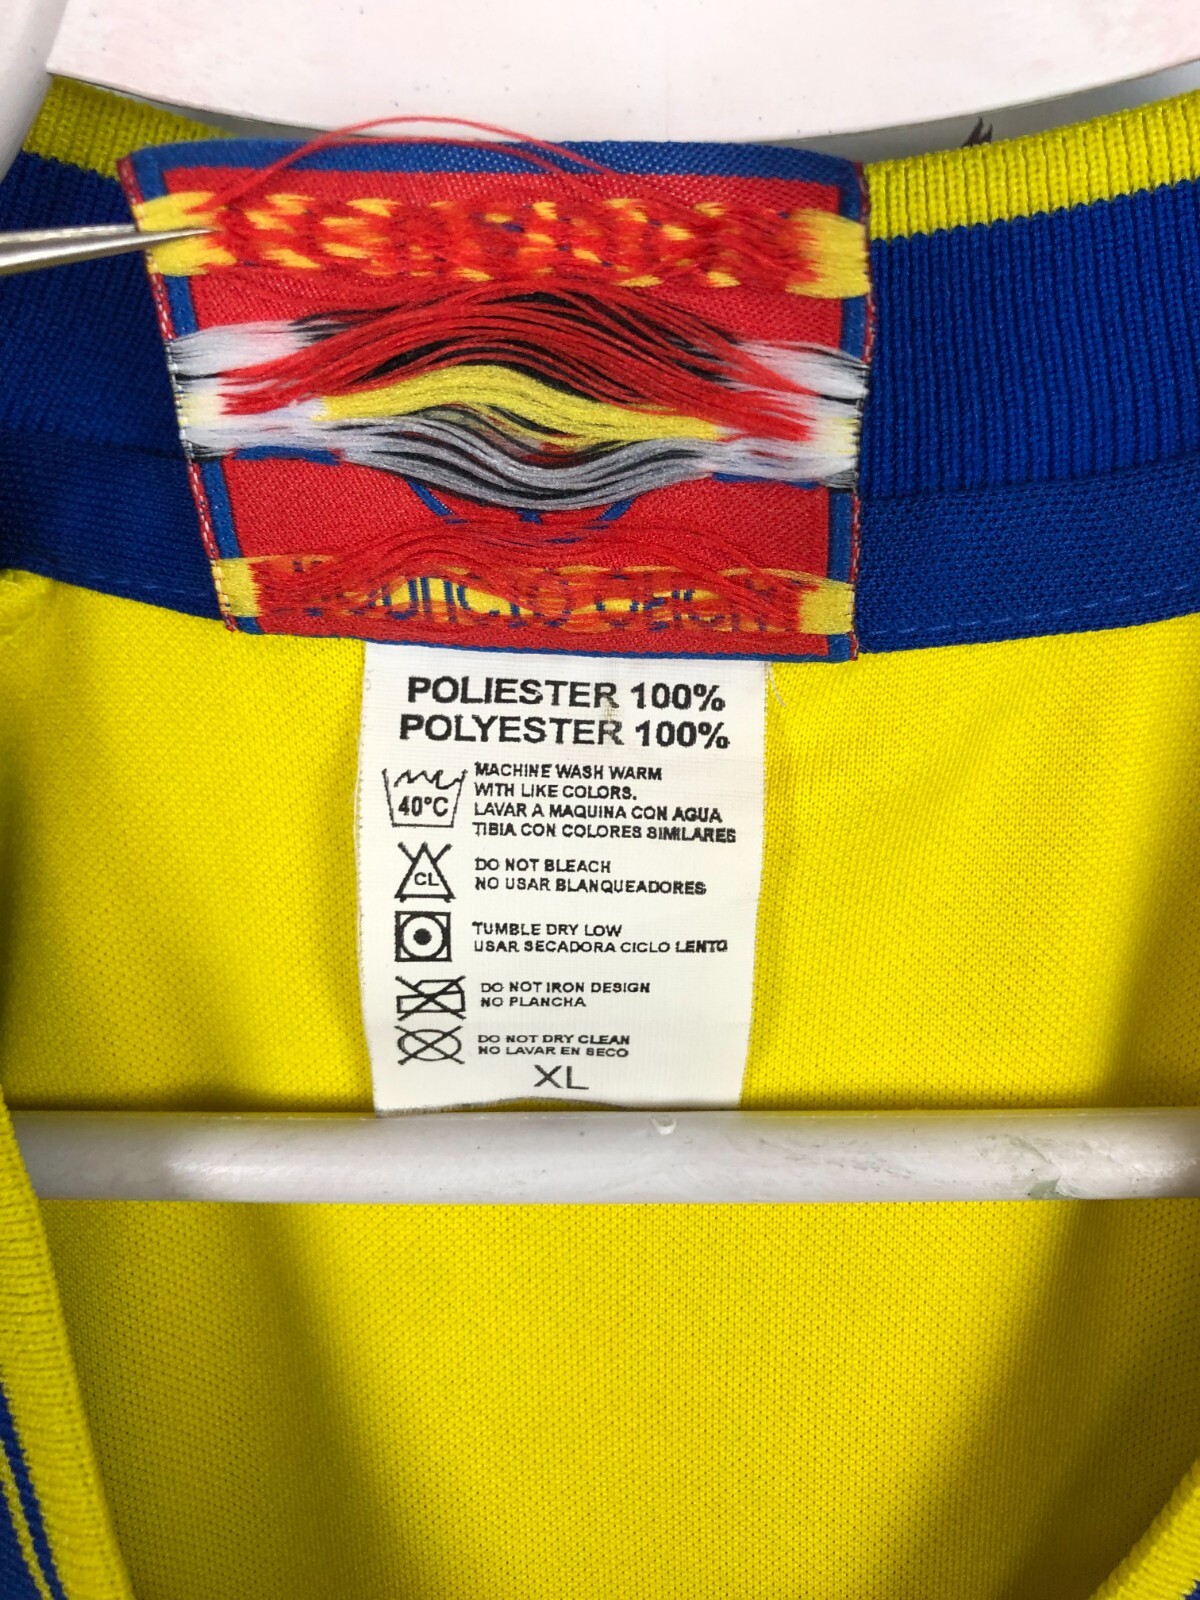 POLIESTER 100%
POLYESTER 100%
40°C
MACHINE WASH WARM
WITH LIKE COLORS.
LAVAR A MAQUINA CON AGUA
TIBIA CON COLORES SIMILARES
CL
DO NOT BLEACH
NO USAR BLANQUEADORES
TUMBLE DRY LOW
USAR SECADORA CICLO LENTO
DO NOT IRON DESIGN
NO PLANCHA
DO NOT DRY CLEAN
NO LAVAR EN SECO
XL